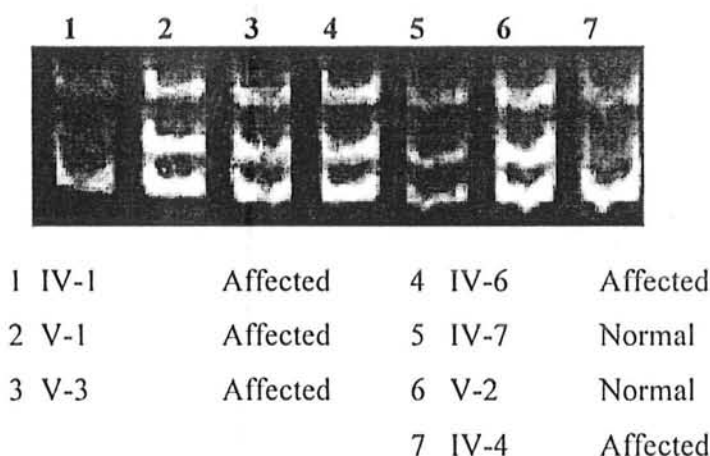 1 2 3 4 5 6 7
1 IV-1 Affected 4 IV-6 Affected
2 V-1 Affected 5 IV-7 Normal
3 V-3 Affected 6 V-2 Normal
7 IV-4 Affected